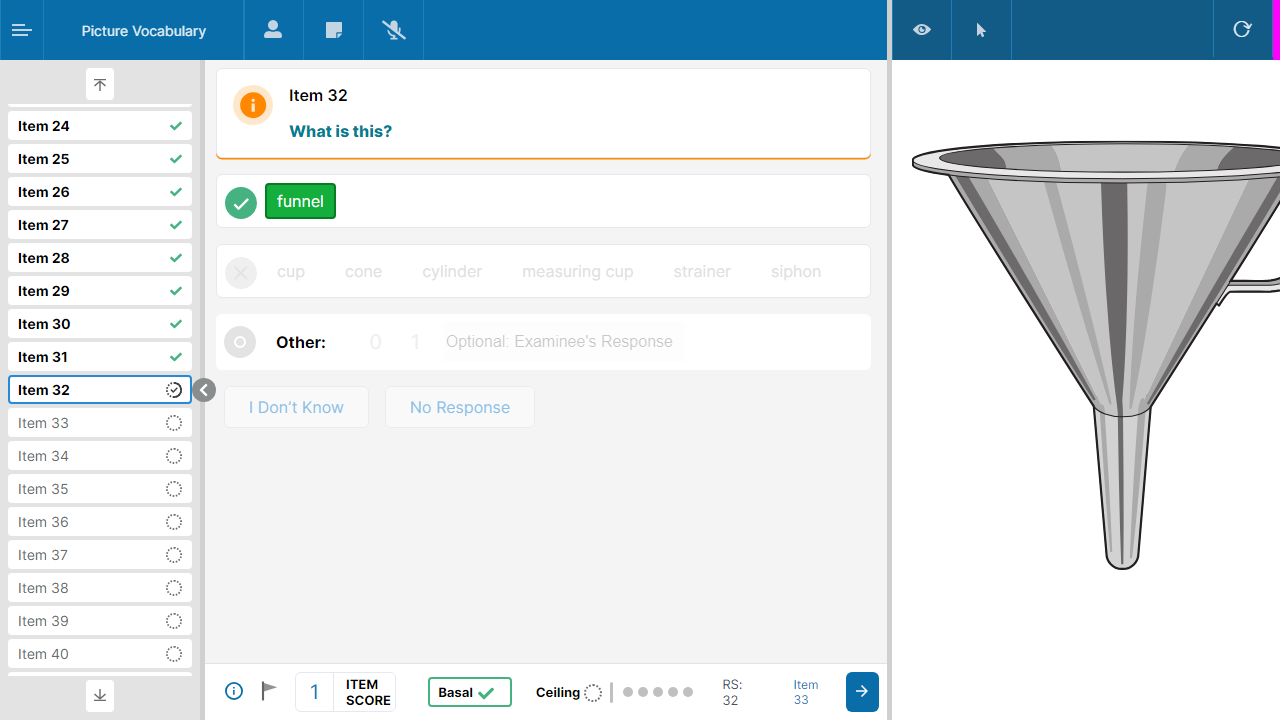 Picture Vocabulary
Item 24
Item 25
Item 26
Item 27
Item 28
Item 29
Item 30
Item 31
Item 32
Item 33
Item 34
Item 35
Item 36
Item 37
Item 38
Item 39
Item 40
Item 32
What is this?
funnel
cup cone cylinder measuring cup strainer siphon
Other: 0 1 Optional: Examinee's Response
I Don't Know No Response
1 ITEM SCORE
Basal
Ceiling
RS: 32
Item 33